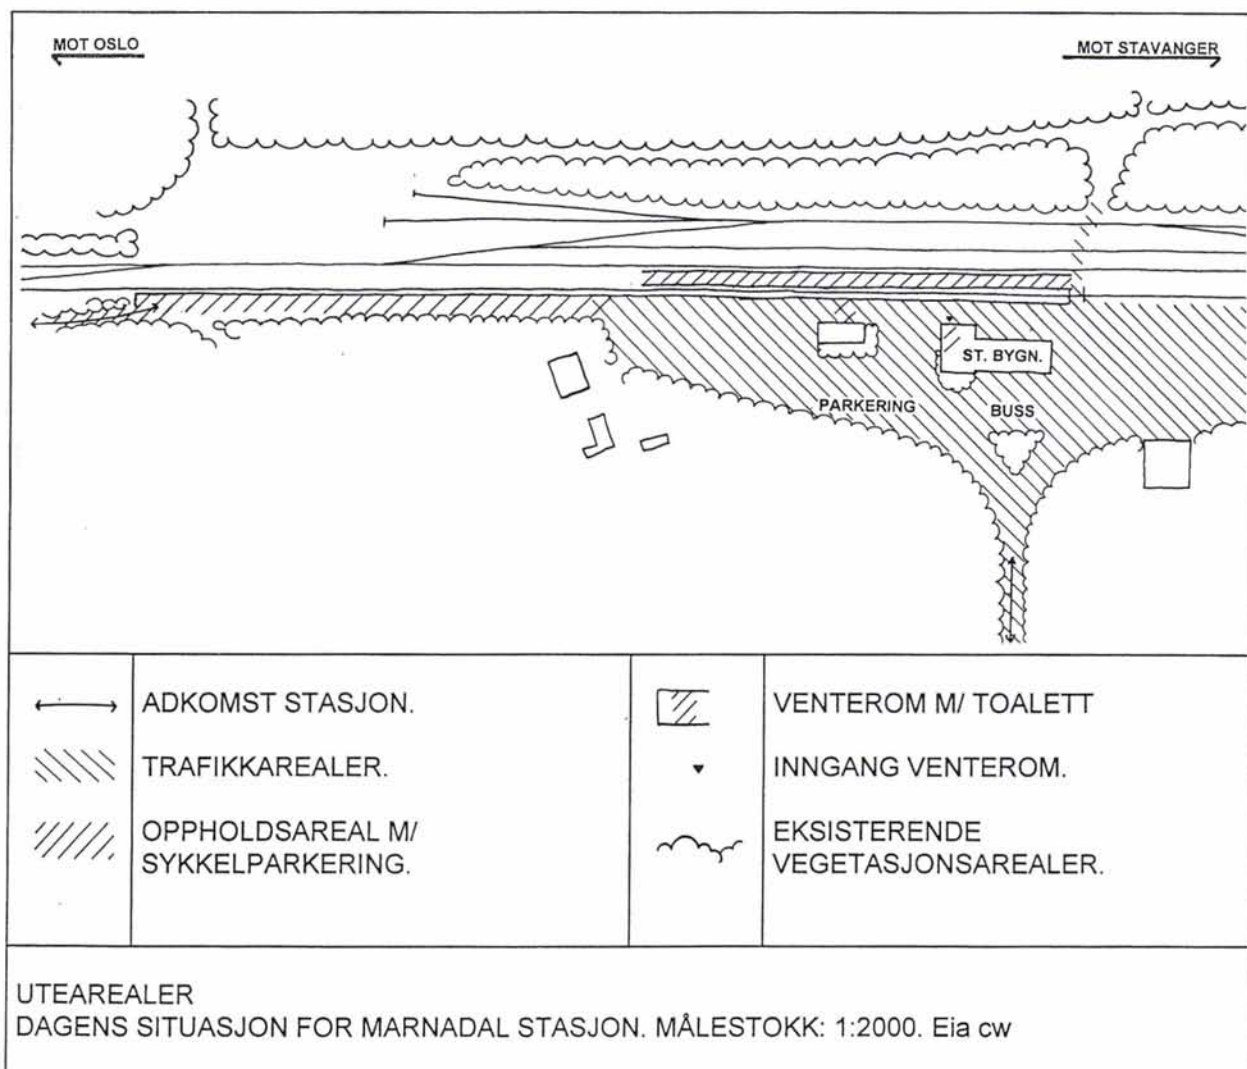 MOT OSLO
MOT STAVANGER
ST. BYGN.
PARKERING
BUSS
ADKOMST STASJON.
TRAFIKKAREALER.
OPPHOLDSAREAL M/
SYKKELPARKERING.
VENTEROM M/ TOALETT
INNGANG VENTEROM.
EKSISTERENDE
VEGETASJONSAREALER.
UTEAREALER
DAGENS SITUASJON FOR MARNADAL STASJON. MÅLESTOKK: 1:2000. Eia cw